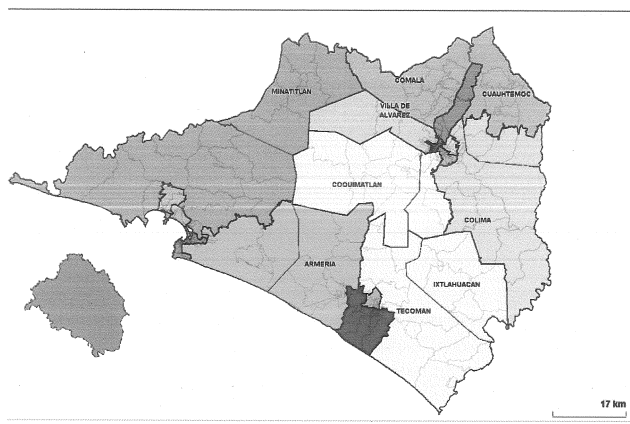 COMALA
MINATITLAN
CUAUHTEMOC
VILLA DE
ALVAREZ
COQUIMATLAN
COLIMA
ARMERIA
IXTLAHUACAN
TECOMAN
17 km